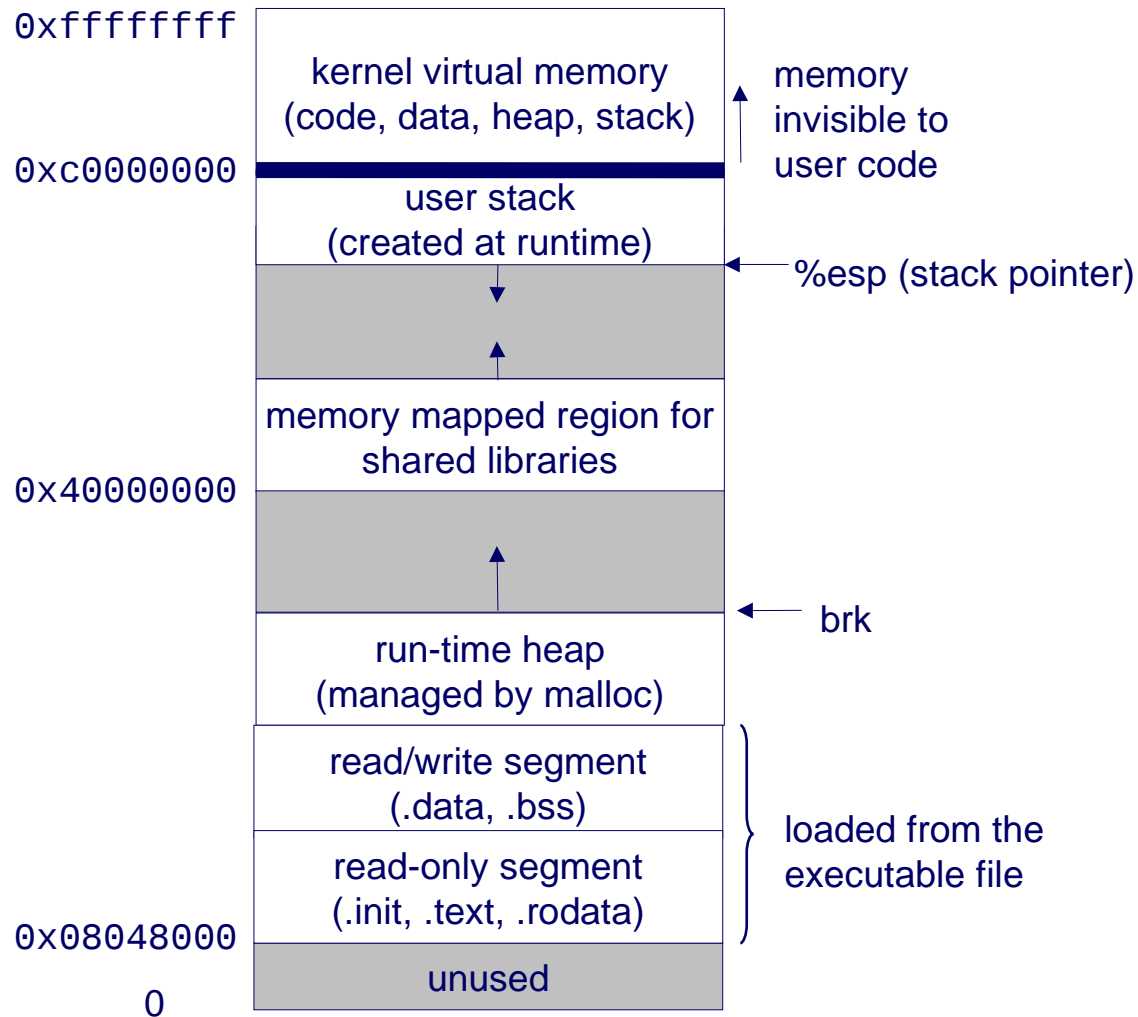 0xffffffff
kernel virtual memory
(code, data, heap, stack)
memory
invisible to
user code
0xc0000000
user stack
(created at runtime)
%esp (stack pointer)
memory mapped region for
shared libraries
0x40000000
brk
run-time heap
(managed by malloc)
read/write segment
(.data, .bss)
loaded from the
executable file
read-only segment
(.init, .text, .rodata)
0x08048000
unused
0